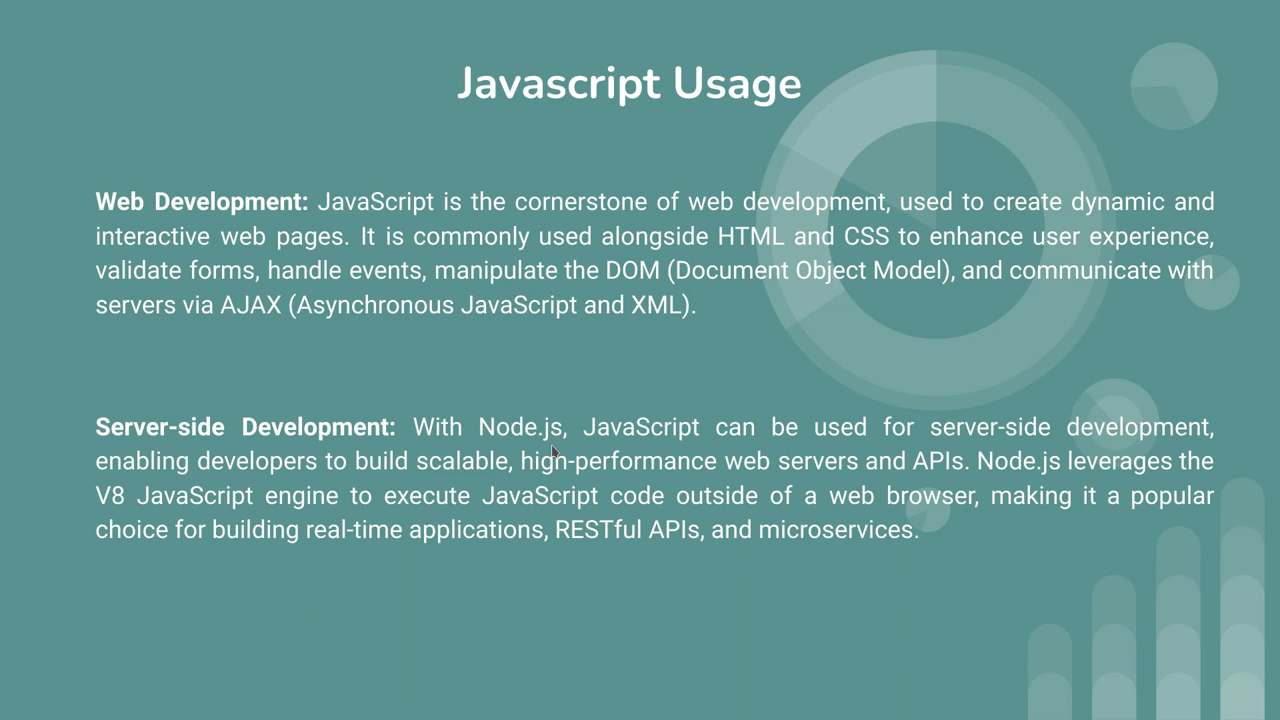 Javascript Usage
Web Development: JavaScript is the cornerstone of web development, used to create dynamic and
interactive web pages. It is commonly used alongside HTML and CSS to enhance user experience,
validate forms, handle events, manipulate the DOM (Document Object Model), and communicate with
servers via AJAX (Asynchronous JavaScript and XML).
Server-side Development: With Node.js, JavaScript can be used for server-side development,
enabling developers to build scalable, high-performance web servers and APIs. Node.js leverages the
V8 JavaScript engine to execute JavaScript code outside of a web browser, making it a popular
choice for building real-time applications, RESTful APIs, and microservices.